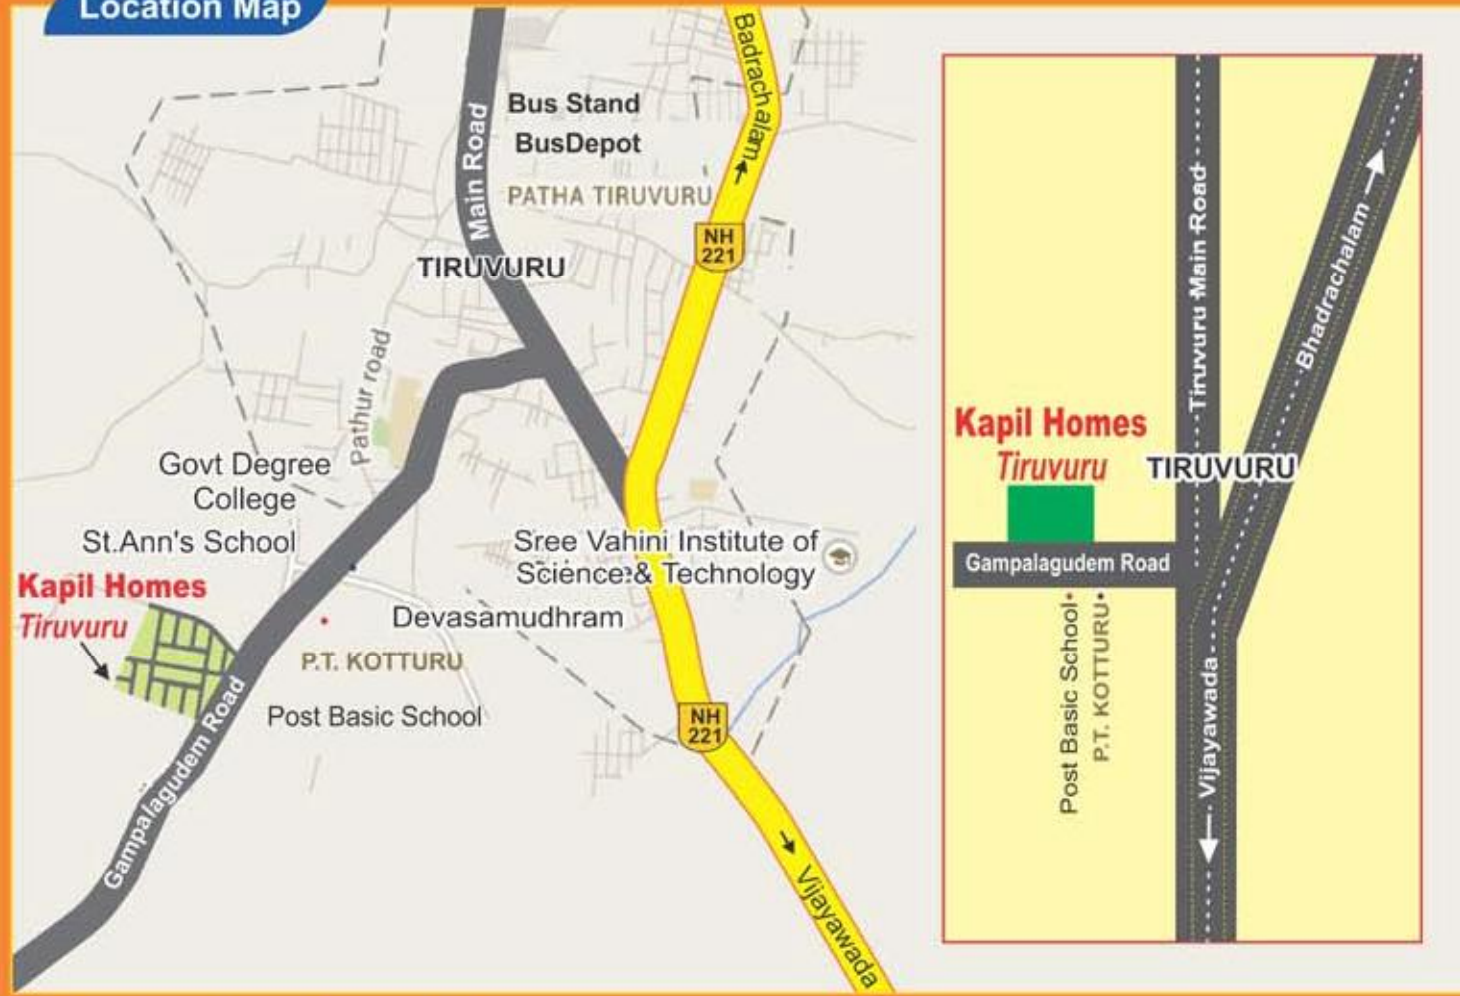 Location Map
Badrachalam
Main Road
Bus Stand
BusDepot
PATHA TIRUVURU
NH
221
TIRUVURU
Pathur road
Govt Degree
College
St.Ann's School
Sree Vahini Institute of
Science & Technology
Kapil Homes
Tiruvuru
Devasamudhram
P.T. KOTTURU
Post Basic School
NH
221
Gampalagudem Road
Vijayawada
Tiruvuru Main Road
Bhadrachalam
Kapil Homes
Tiruvuru
TIRUVURU
Gampalagudem Road
Post Basic School
P.T. KOTTURU
Vijayawada